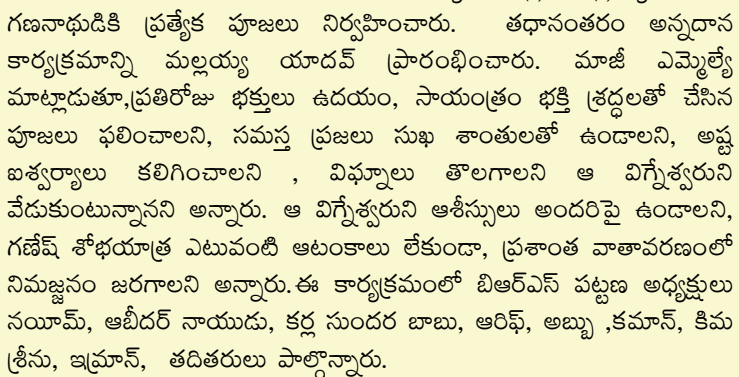 గణనాథుడికి ప్రత్యేక పూజలు నిర్వహించారు. తధానంతరం అన్నదాన
కార్యక్రమాన్ని మల్లయ్య యాదవ్ ప్రారంభించారు. మాజీ ఎమ్మెల్యే
మాట్లాడుతూ,ప్రతిరోజు భక్తులు ఉదయం, సాయంత్రం భక్తి శ్రద్ధలతో చేసిన
పూజలు ఫలించాలని, సమస్త ప్రజలు సుఖ శాంతులతో ఉండాలని, అష్ట
ఐశ్వర్యాలు కలిగించాలని , విఘ్నాలు తొలగాలని ఆ విగ్నేశ్వరుని
వేడుకుంటున్నానని అన్నారు. ఆ విగ్నేశ్వరుని ఆశీస్సులు అందరిపై ఉండాలని,
గణేష్ శోభయాత్ర ఎటువంటి ఆటంకాలు లేకుండా, ప్రశాంత వాతావరణంలో
నిమజ్జనం జరగాలని అన్నారు.ఈ కార్యక్రమంలో బిఆర్ఎస్ పట్టణ అధ్యక్షులు
నయీమ్, ఆబీదర్ నాయుడు, కర్ల సుందర బాబు, ఆరిఫ్, అబ్బు ,కమాన్, కిమ
శ్రీను, ఇమ్రాన్, తదితరులు పాల్గొన్నారు.